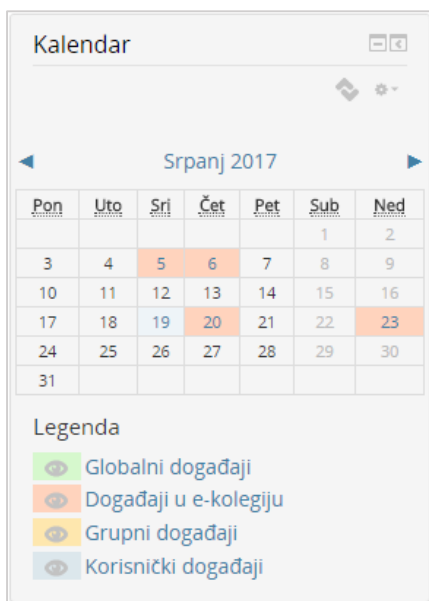 Kalendar
Srpanj 2017
Pon Uto Sri Čet Pet Sub Ned
1 2
3 4 5 6 7 8 9
10 11 12 13 14 15 16
17 18 19 20 21 22 23
24 25 26 27 28 29 30
31
Legenda
Globalni događaji
Događaji u e-kolegiju
Grupni događaji
Korisnički događaji